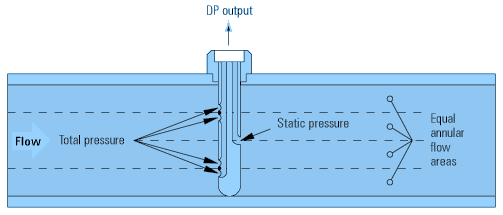 DP output
Flow
Total pressure
Static pressure
Equal
annular
flow
areas